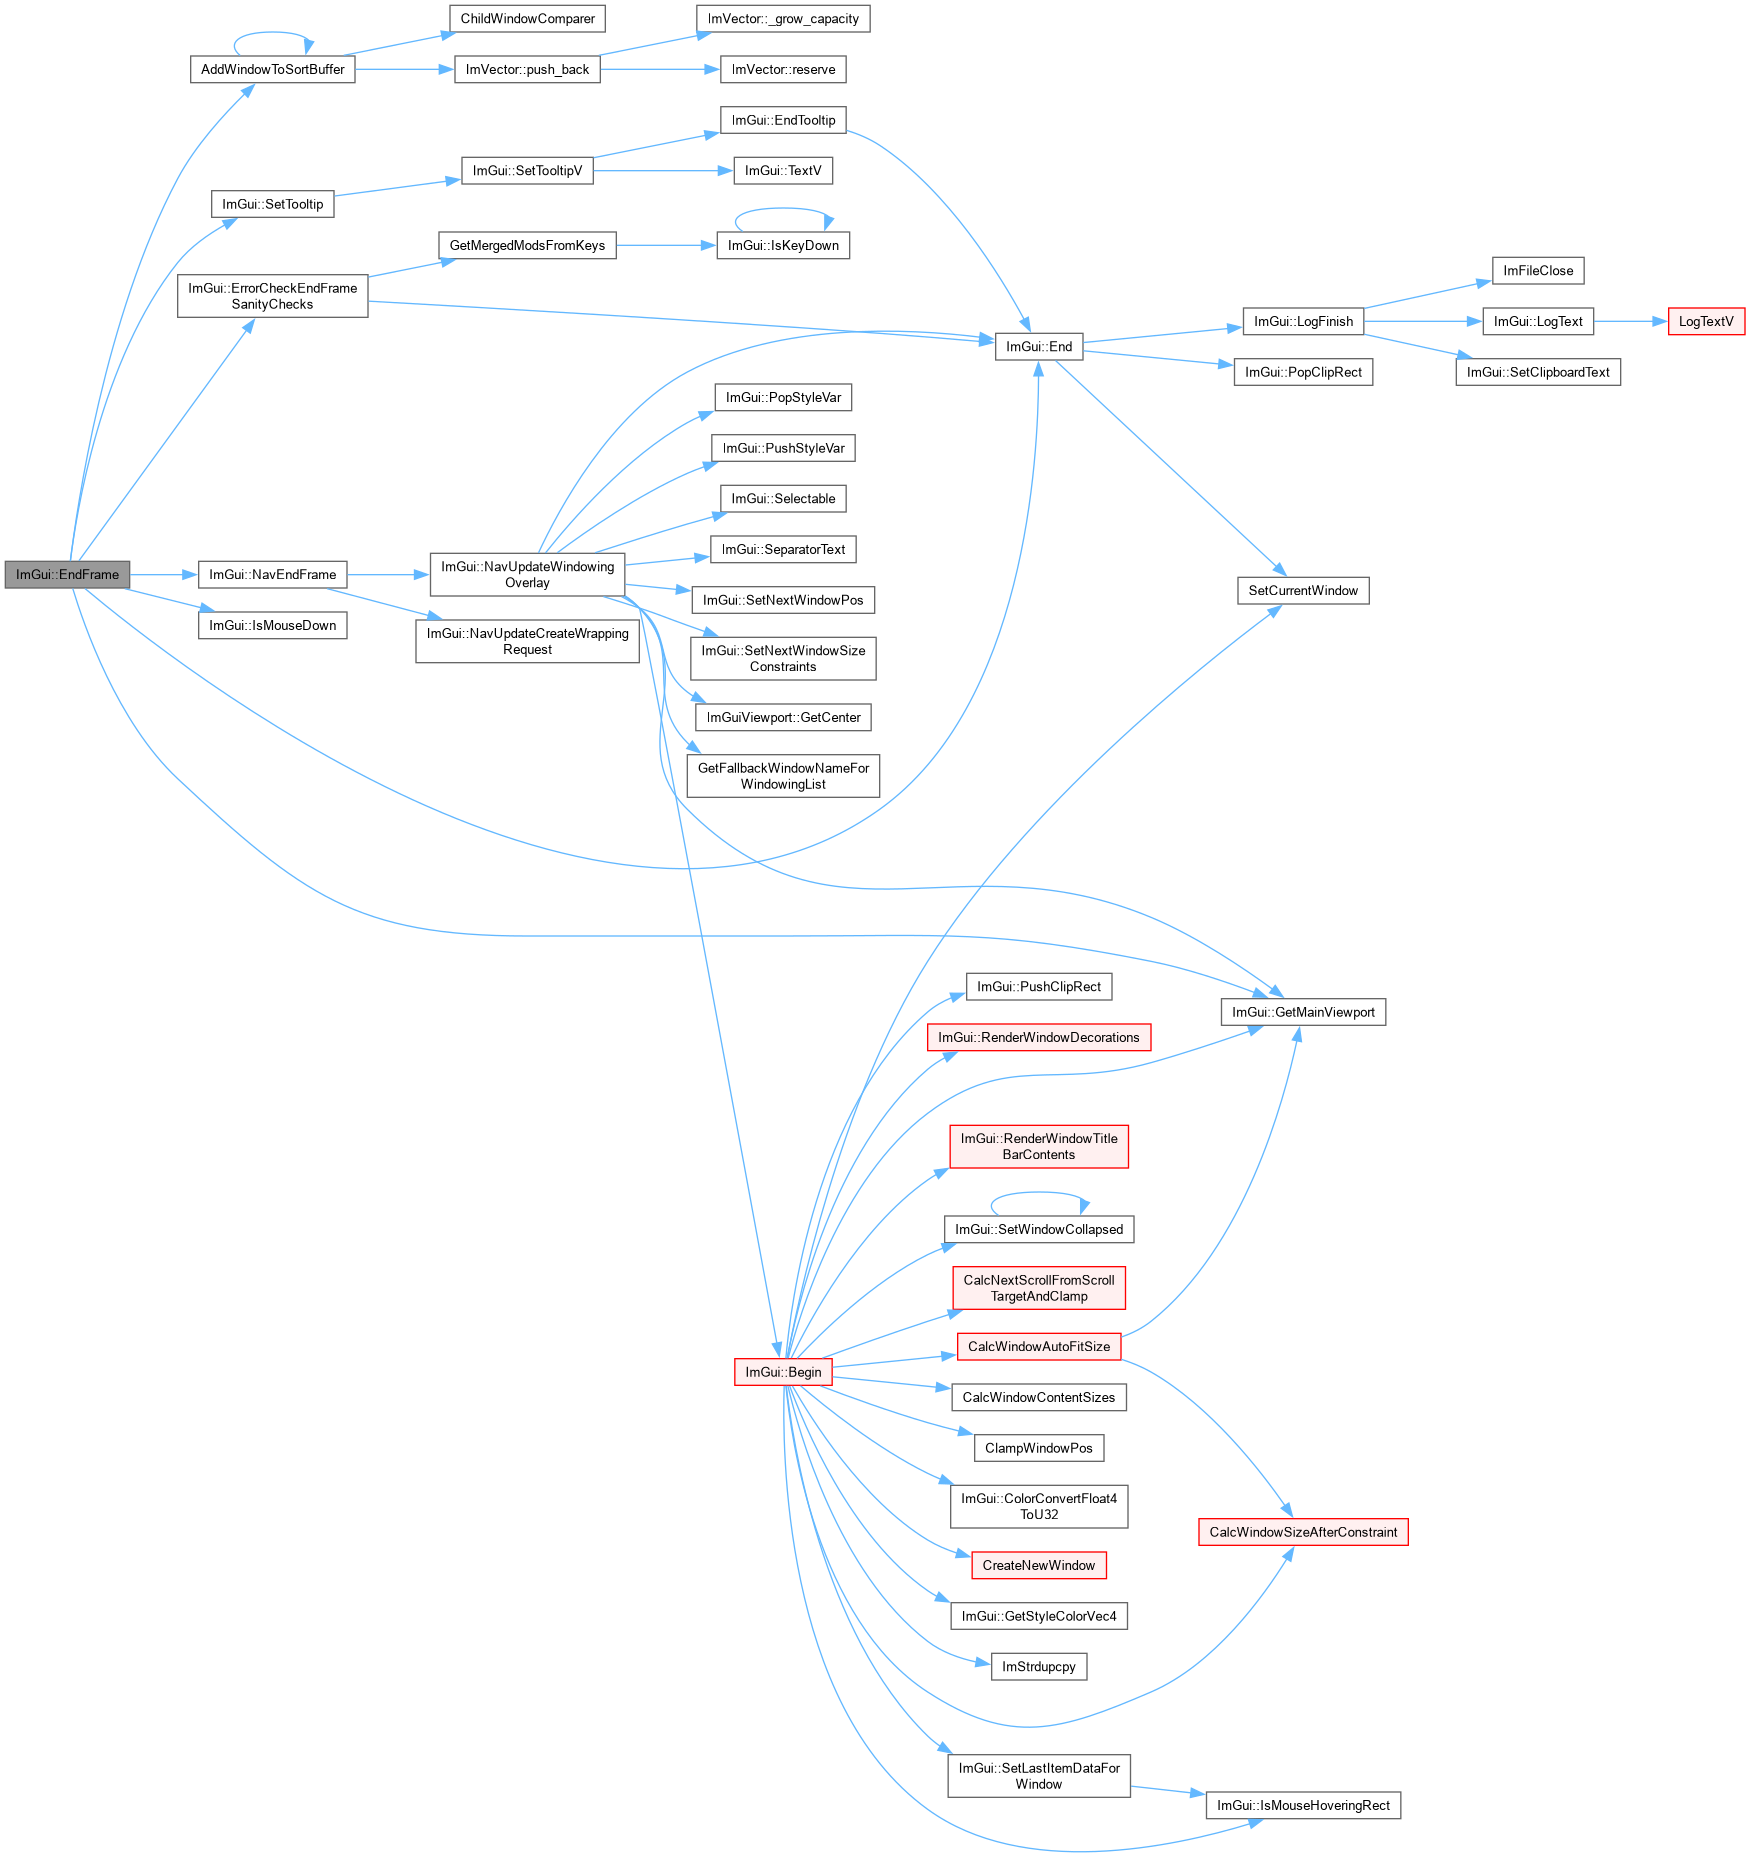 ChildWindowComparer
ImVector::_grow_capacity
AddWindowToSortBuffer
ImVector::push_back
ImVector::reserve
ImGui::EndTooltip
ImGui::SetTooltipV
ImGui::TextV
ImGui::SetTooltip
GetMergedModsFromKeys
ImGui::IsKeyDown
ImGui::ErrorCheckEndFrame
SanityChecks
ImFileClose
ImGui::LogFinish
ImGui::LogText
LogTextV
ImGui::End
ImGui::PopClipRect
ImGui::SetClipboardText
ImGui::PopStyleVar
ImGui::PushStyleVar
ImGui::Selectable
ImGui::SeparatorText
ImGui::EndFrame
ImGui::NavEndFrame
ImGui::NavUpdateWindowing
Overlay
ImGui::SetNextWindowPos
SetCurrentWindow
ImGui::IsMouseDown
ImGui::NavUpdateCreateWrapping
Request
ImGui::SetNextWindowSize
Constraints
ImGuiViewport::GetCenter
GetFallbackWindowNameFor
WindowingList
ImGui::PushClipRect
ImGui::GetMainViewport
ImGui::RenderWindowDecorations
ImGui::RenderWindowTitle
BarContents
ImGui::SetWindowCollapsed
CalcNextScrollFromScroll
TargetAndClamp
CalcWindowAutoFitSize
ImGui::Begin
CalcWindowContentSizes
ClampWindowPos
ImGui::ColorConvertFloat4
ToU32
CalcWindowSizeAfterConstraint
CreateNewWindow
ImGui::GetStyleColorVec4
ImStrdupcpy
ImGui::SetLastItemDataFor
Window
ImGui::IsMouseHoveringRect